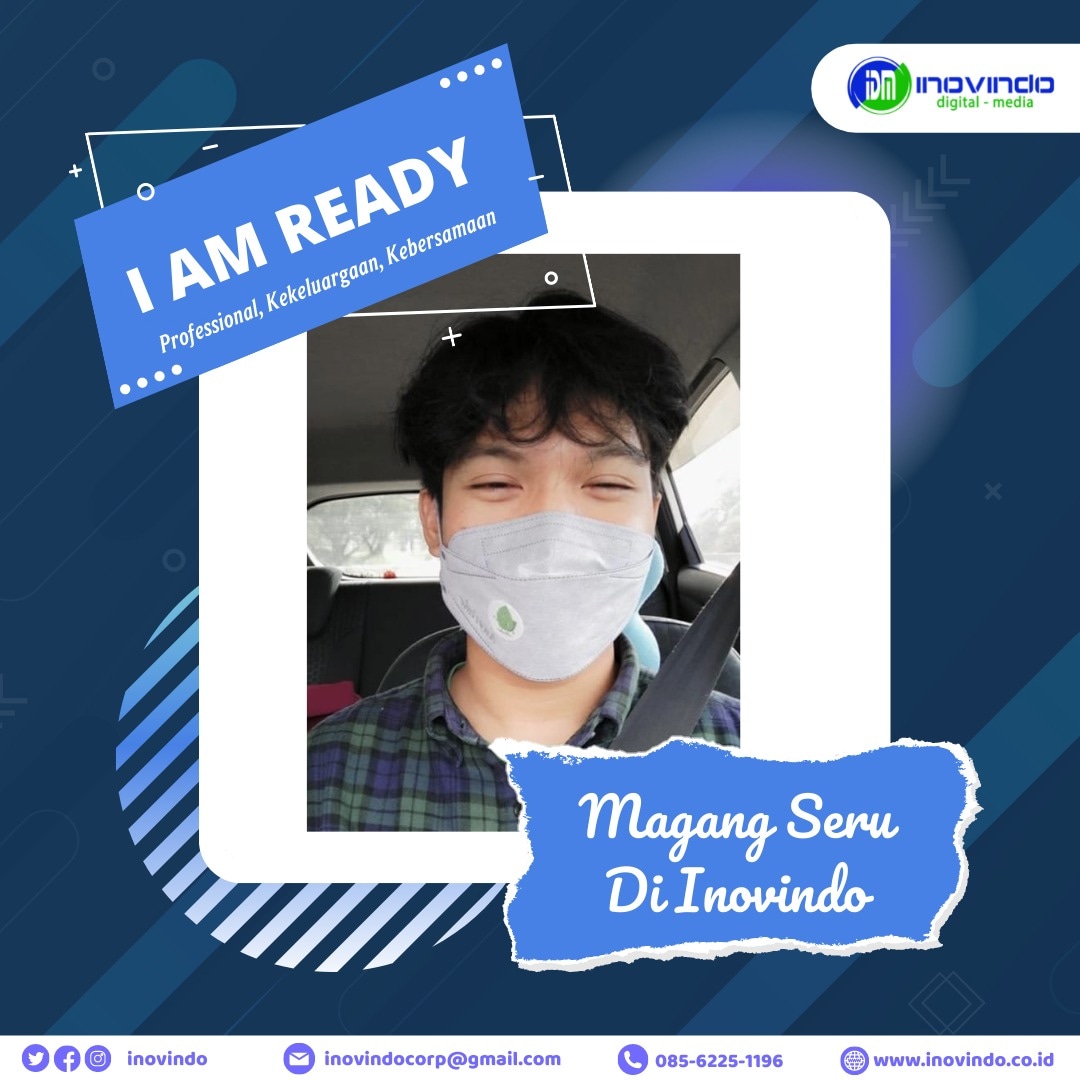 INOVINDO
digital - media
I AM READY
Professional, Kekeluargaan, Kebersamaan
Magang Seru
Di Inovindo
inovindo
inovindocorp@gmail.com
085-6225-1196
www.inovindo.co.id